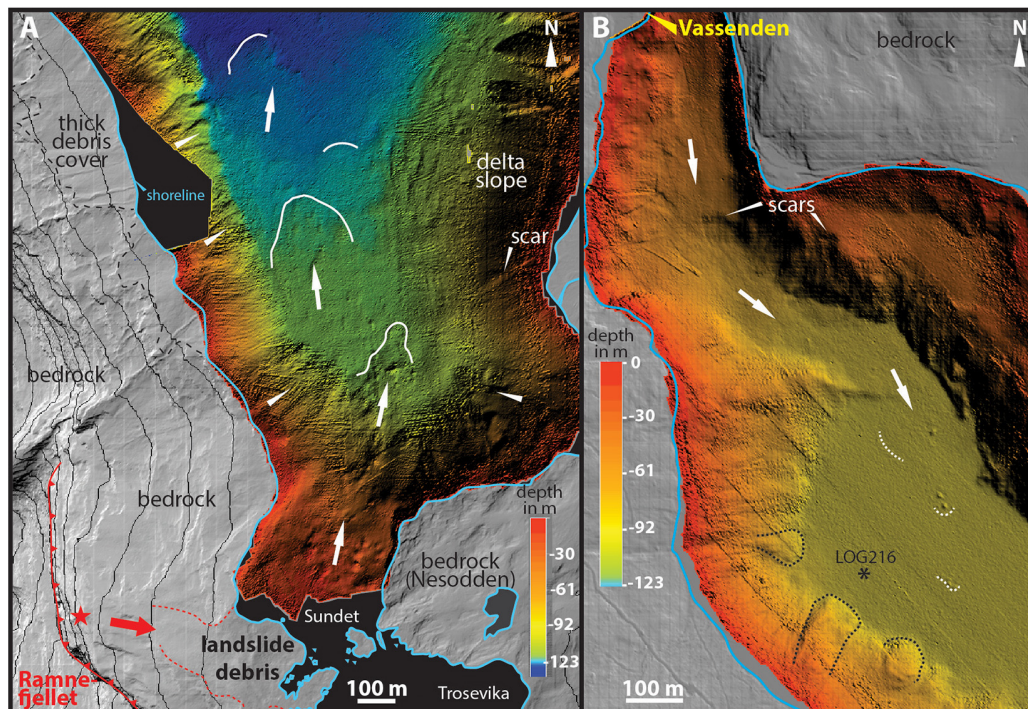 A
N
thick
debris
cover
shoreline
delta
slope
scar
bedrock
bedrock
depth
in m
-30
-61
-92
-123
bedrock
(Nesodden)
Sundet
landslide
debris
Ramne-
fjellet
100 m
Trosevika
B
Vassenden
bedrock
N
scars
depth
in m
0
-30
-61
-92
-123
LOG216
*
100 m